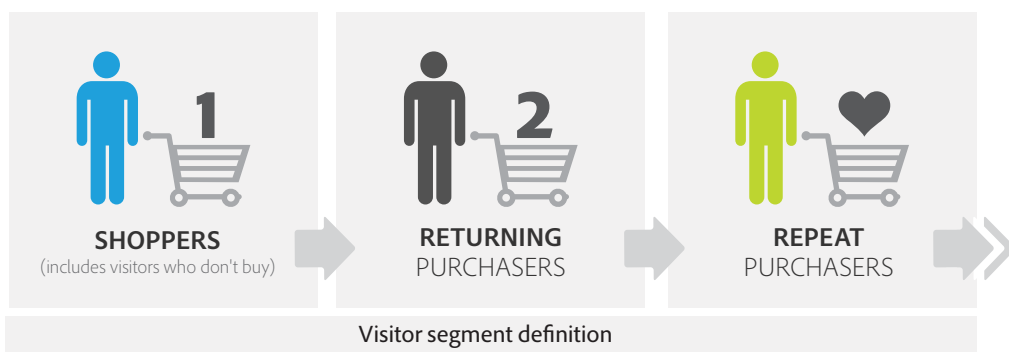 1
SHOPPERS
(includes visitors who don't buy)
2
RETURNING
PURCHASERS
REPEAT
PURCHASERS
Visitor segment definition